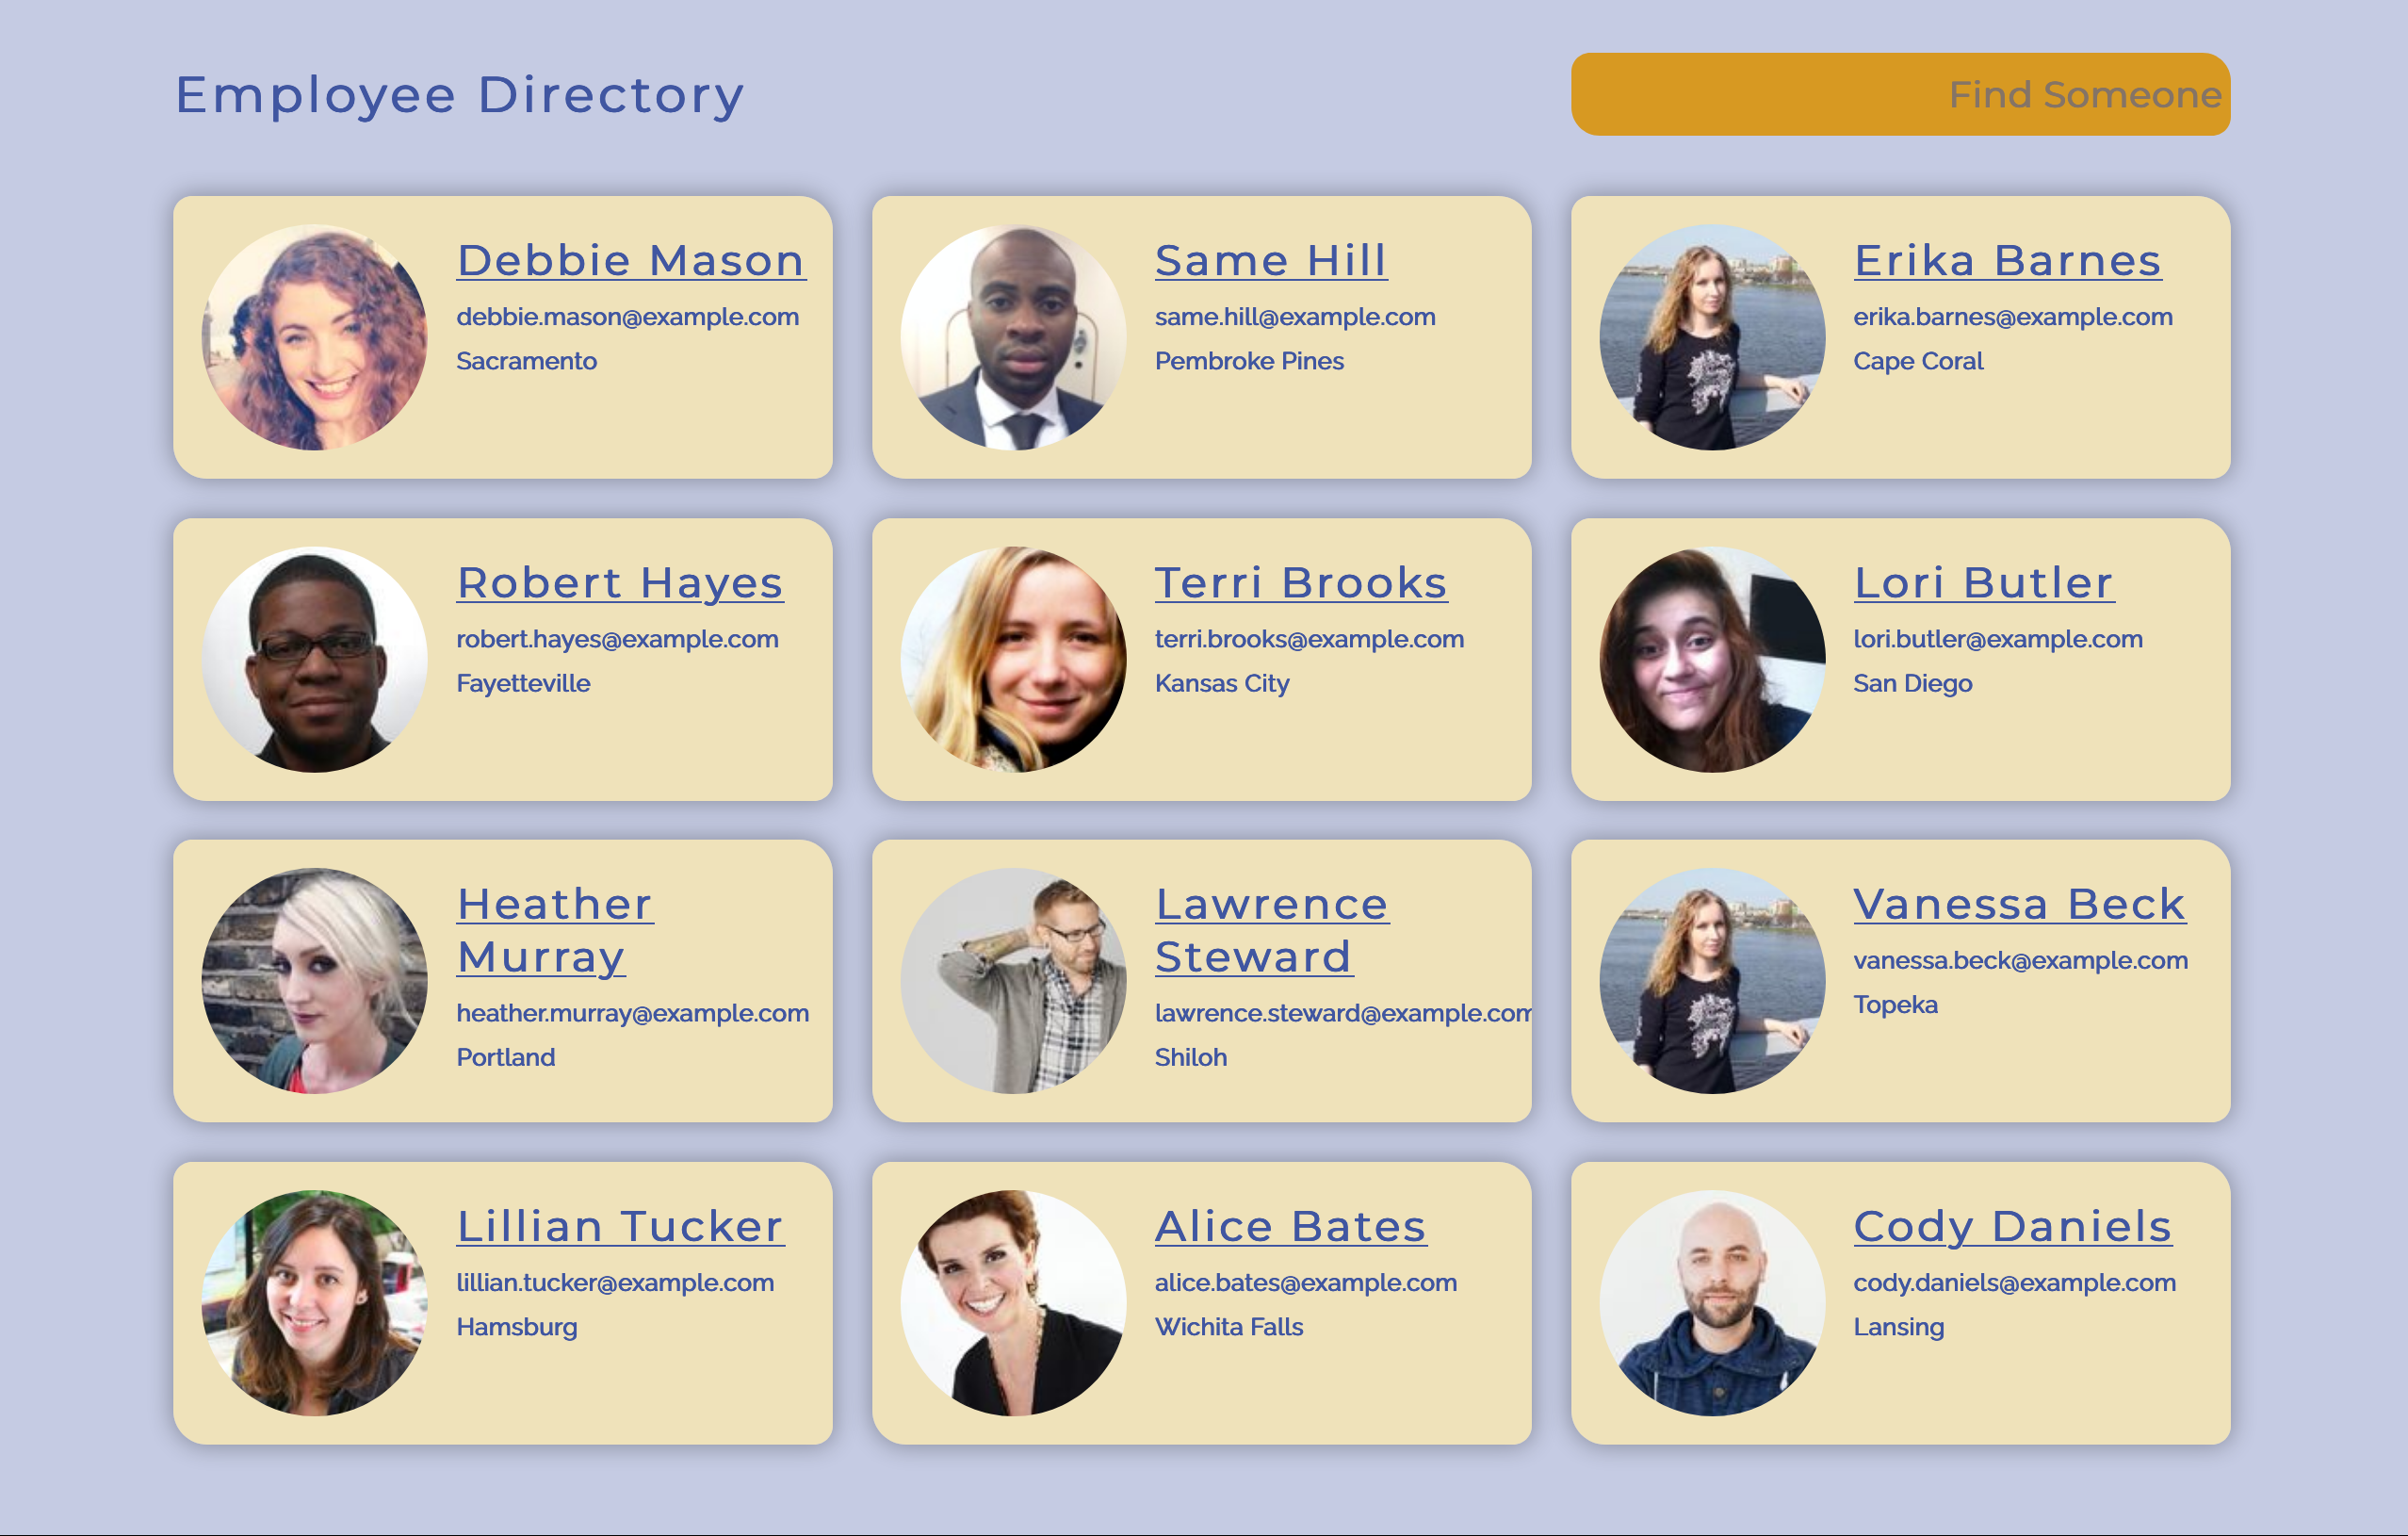 Employee Directory
Find Someone
Debbie Mason
debbie.mason@example.com
Sacramento
Same Hill
same.hill@example.com
Pembroke Pines
Erika Barnes
erika.barnes@example.com
Cape Coral
Robert Hayes
robert.hayes@example.com
Fayetteville
Terri Brooks
terri.brooks@example.com
Kansas City
Lori Butler
lori.butler@example.com
San Diego
Heather
Murray
heather.murray@example.com
Portland
Lawrence
Steward
lawrence.steward@example.com
Shiloh
Vanessa Beck
vanessa.beck@example.com
Topeka
Lillian Tucker
lillian.tucker@example.com
Hamsburg
Alice Bates
alice.bates@example.com
Wichita Falls
Cody Daniels
cody.daniels@example.com
Lansing